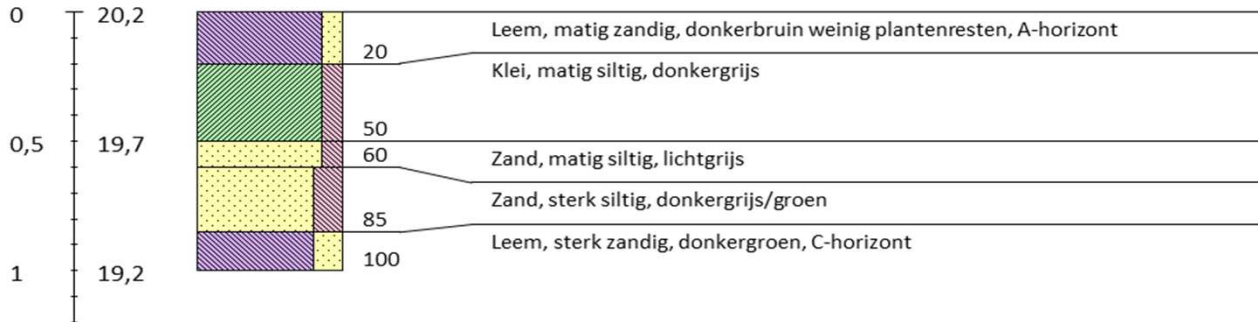 0 20,2
Leem, matig zandig, donkerbruin weinig plantenresten, A-horizont
20
Klei, matig siltig, donkergrijs
50
0,5 19,7
60
Zand, matig siltig, lichtgrijs
Zand, sterk siltig, donkergrijs/groen
85
Leem, sterk zandig, donkergroen, C-horizont
100
1 19,2